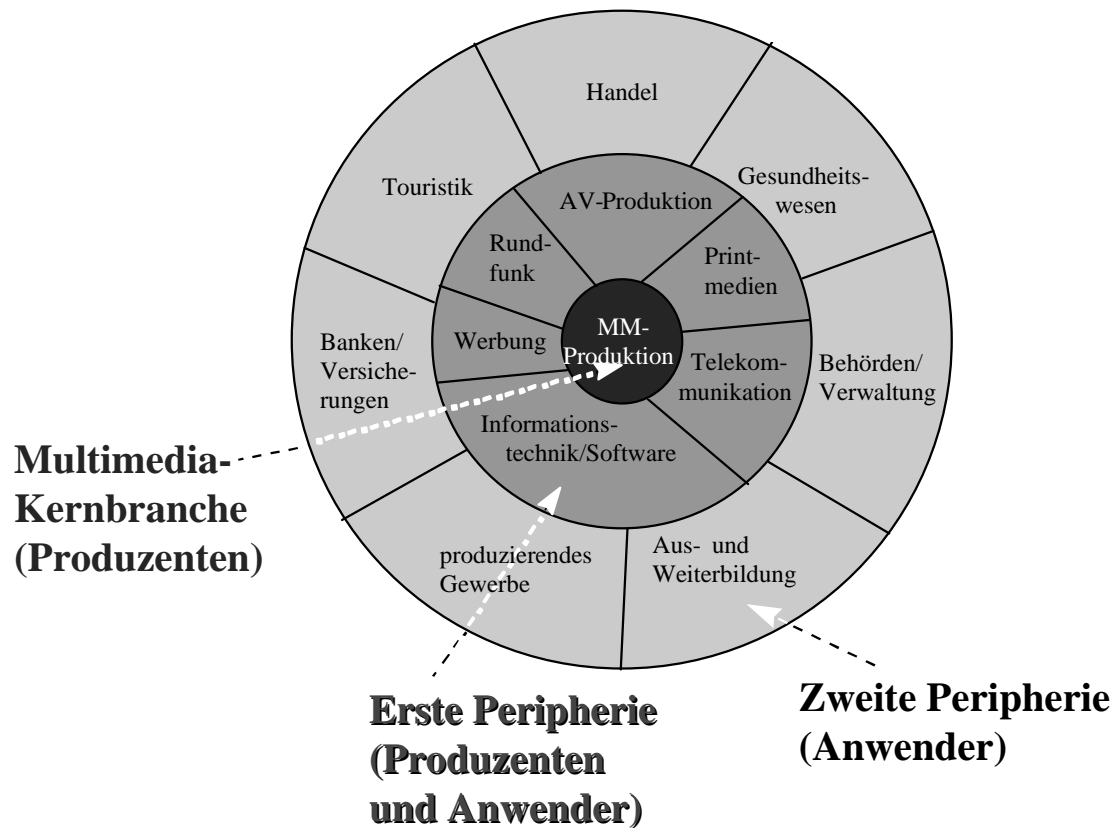 Handel
Gesundheits-
wesen
Touristik
AV-Produktion
Rund-
funk
Print-
medien
MM-
Produktion
Banken/
Versiche-
rungen
Werbung
Telekom-
munikation
Behörden/
Verwaltung
Informations-
technik/Software
Multimedia-
Kernbranche
(Produzenten)
produzierendes
Gewerbe
Aus- und
Weiterbildung
Erste Peripherie
(Produzenten
und Anwender)
Zweite Peripherie
(Anwender)